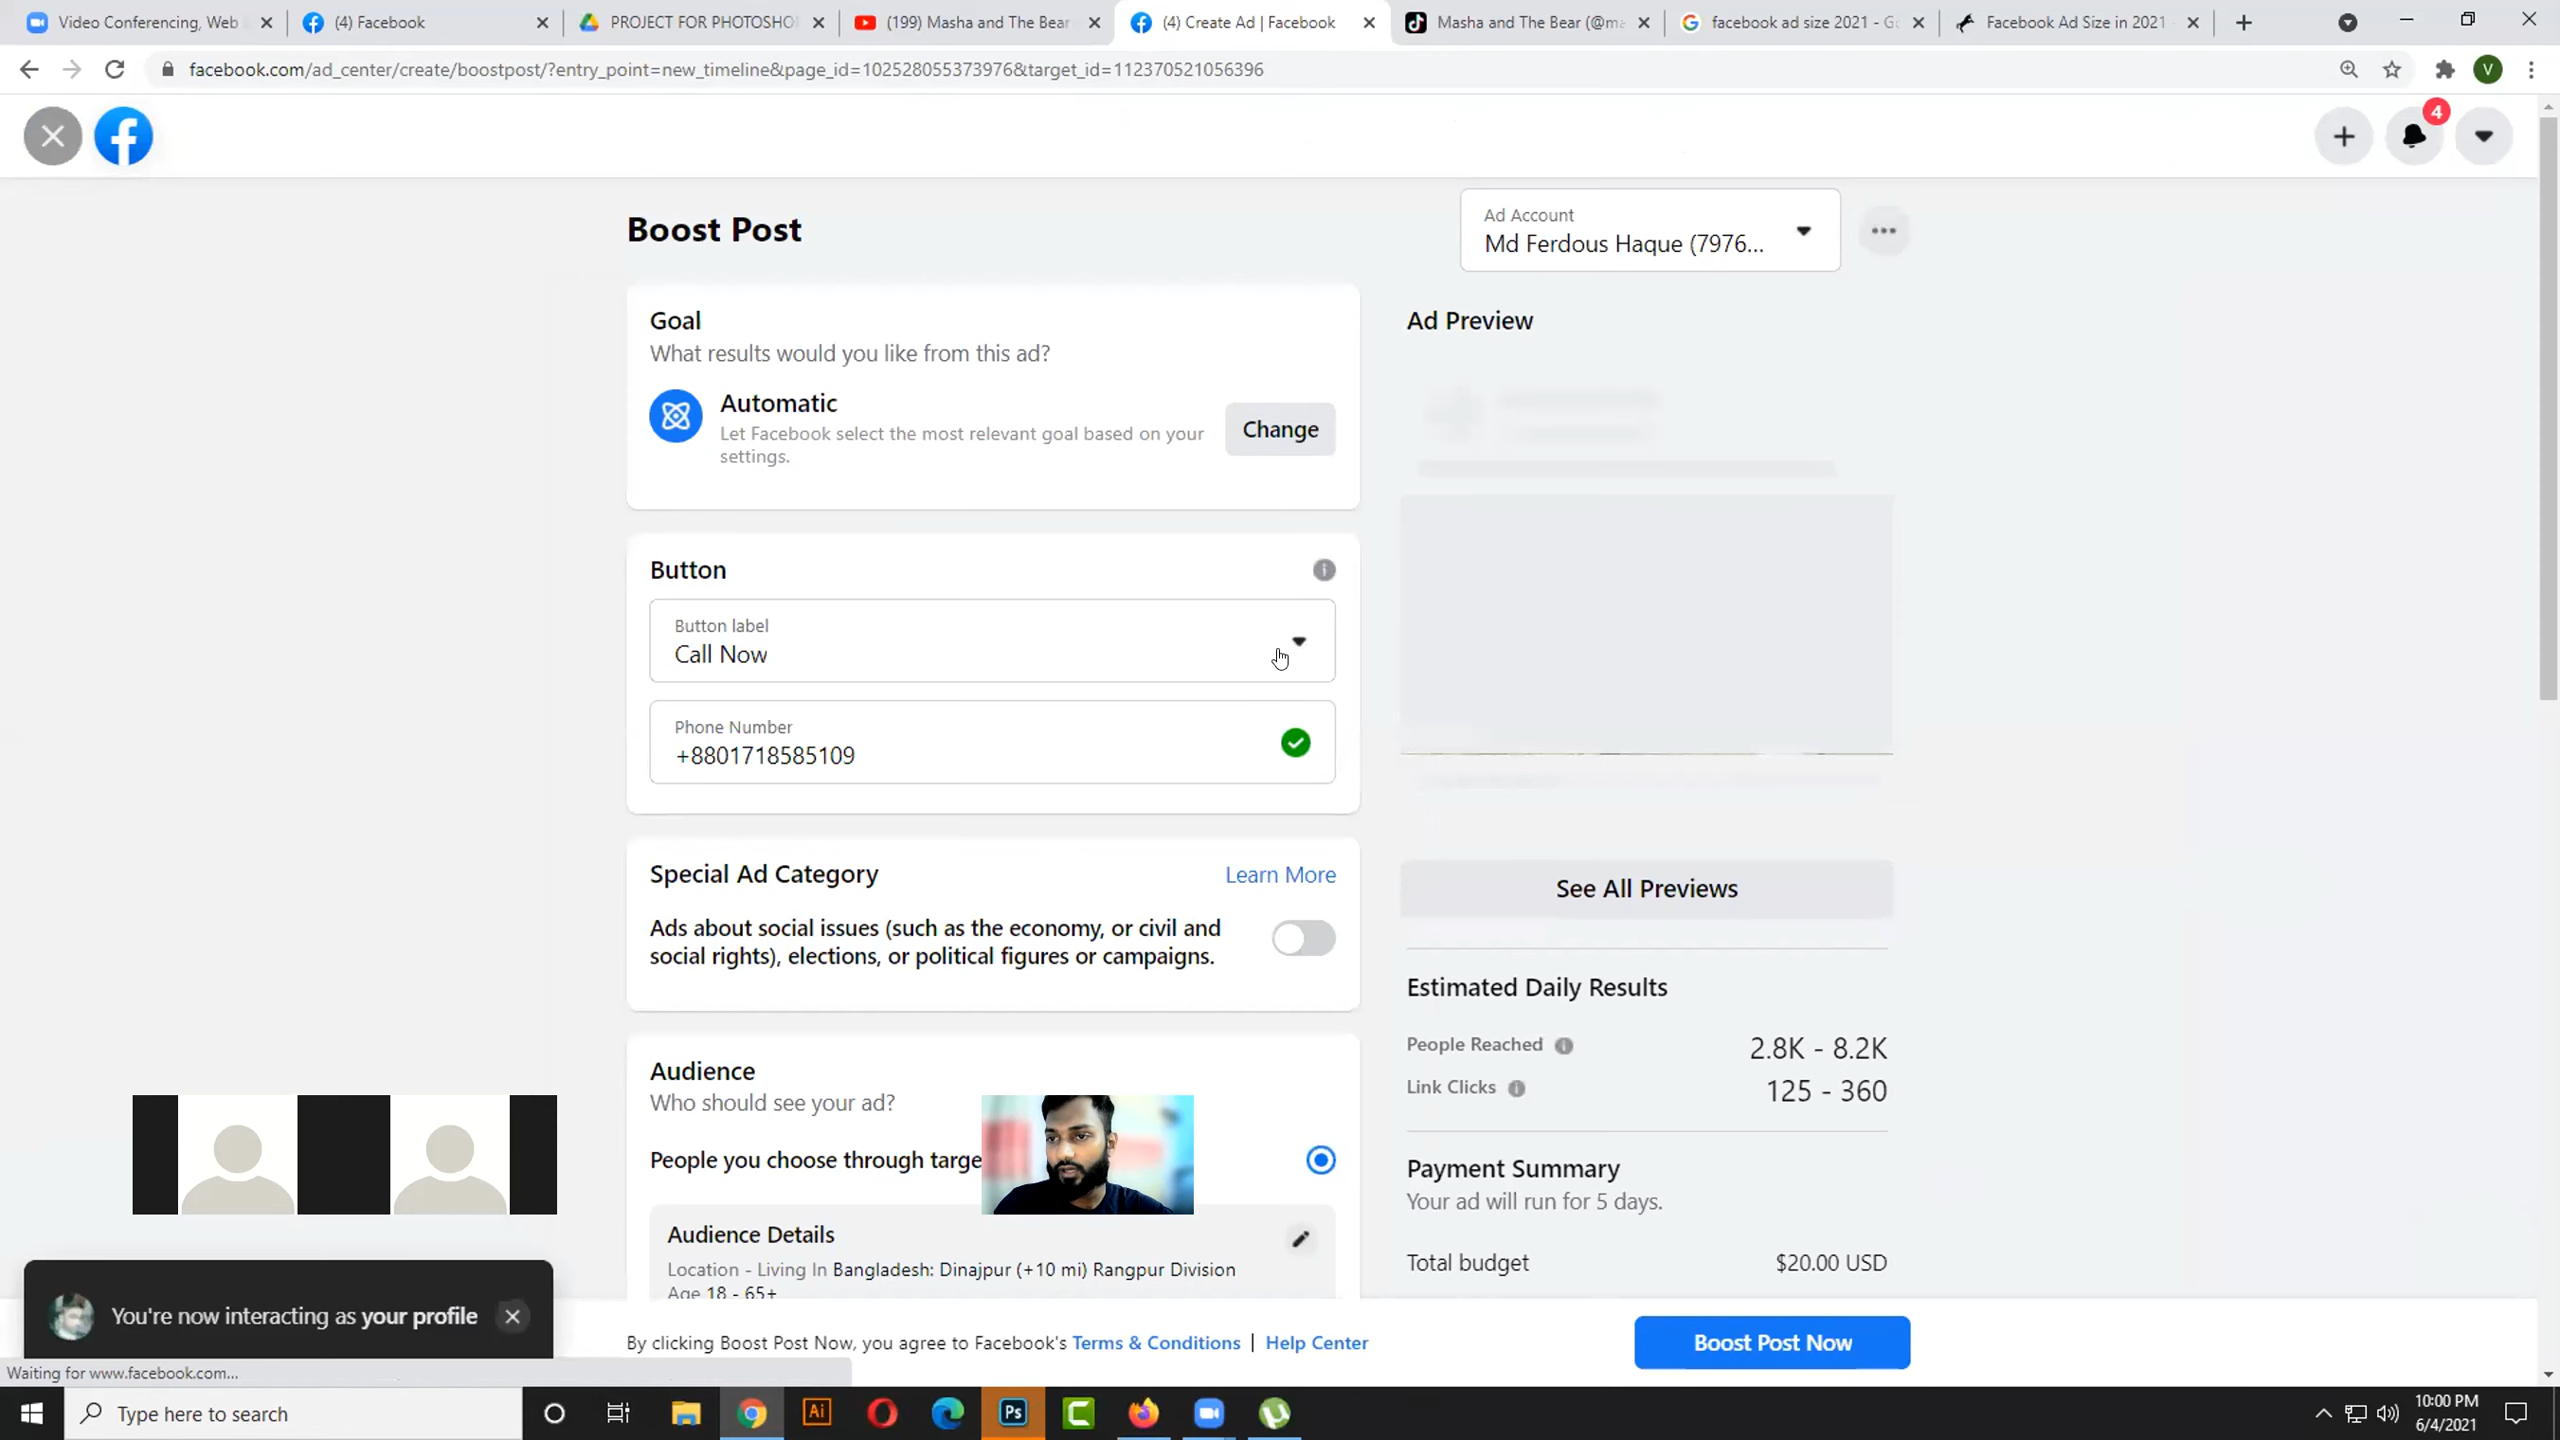 Video Conferencing, Web
(4) Facebook
PROJECT FOR PHOTOSHO
(199) Masha and The Bear
(4) Create Ad | Facebook
Masha and The Bear (@ma
facebook ad size 2021 - Go
Facebook Ad Size in 2021
facebook.com/ad_center/create/boostpost/?entry_point=new_timeline&page_id=102528055373976&target_id=112370521056396
V
4
Boost Post
Ad Account
Md Ferdous Haque (7976...
Goal
What results would you like from this ad?
Automatic
Let Facebook select the most relevant goal based on your
settings.
Change
Ad Preview
Button
Button label
Call Now
Phone Number
+8801718585109
Special Ad Category
Learn More
Ads about social issues (such as the economy, or civil and
social rights), elections, or political figures or campaigns.
See All Previews
Estimated Daily Results
People Reached
2.8K - 8.2K
Link Clicks
125 - 360
Audience
Who should see your ad?
People you choose through targe
Audience Details
Location - Living In Bangladesh: Dinajpur (+10 mi) Rangpur Division
Age 18 - 65+
Payment Summary
Your ad will run for 5 days.
Total budget
$20.00 USD
You're now interacting as your profile
By clicking Boost Post Now, you agree to Facebook's Terms & Conditions | Help Center
Boost Post Now
Waiting for www.facebook.com...
Type here to search
Ai
Ps
10:00 PM
6/4/2021